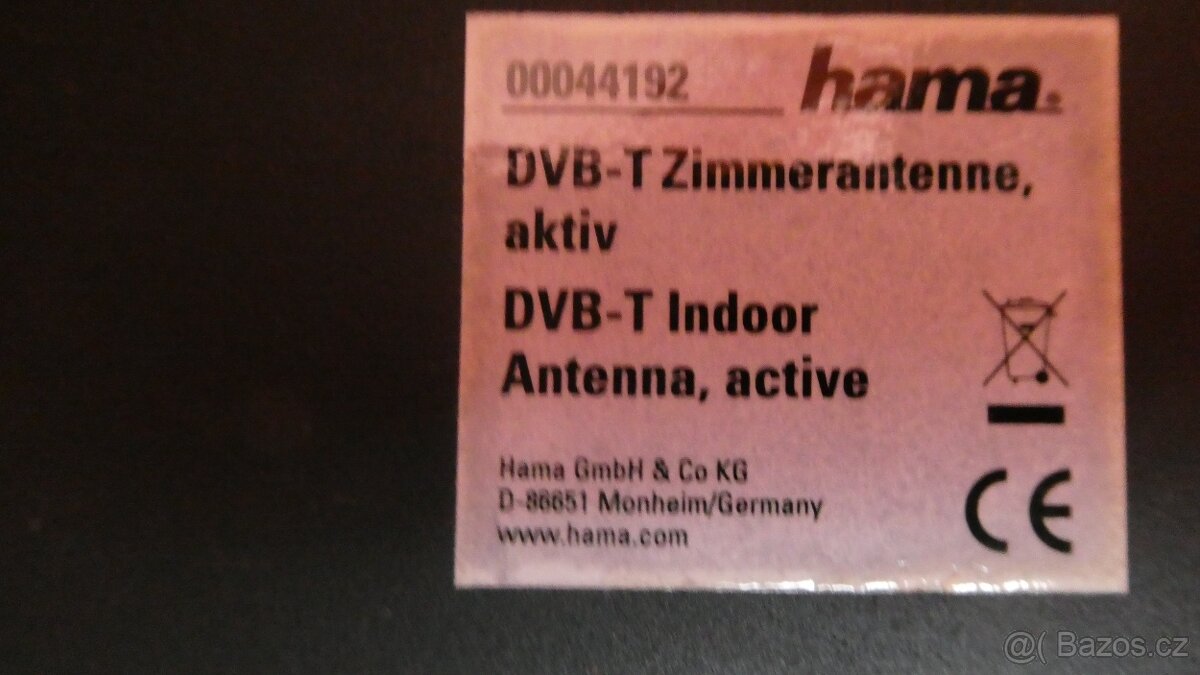 00044192 hama®
DVB-T Zimmerantenne,
aktiv
DVB-T Indoor
Antenna, active
Hama GmbH & Co KG
D-86651 Monheim/Germany
www.hama.com
CE
@( Bazos.cz